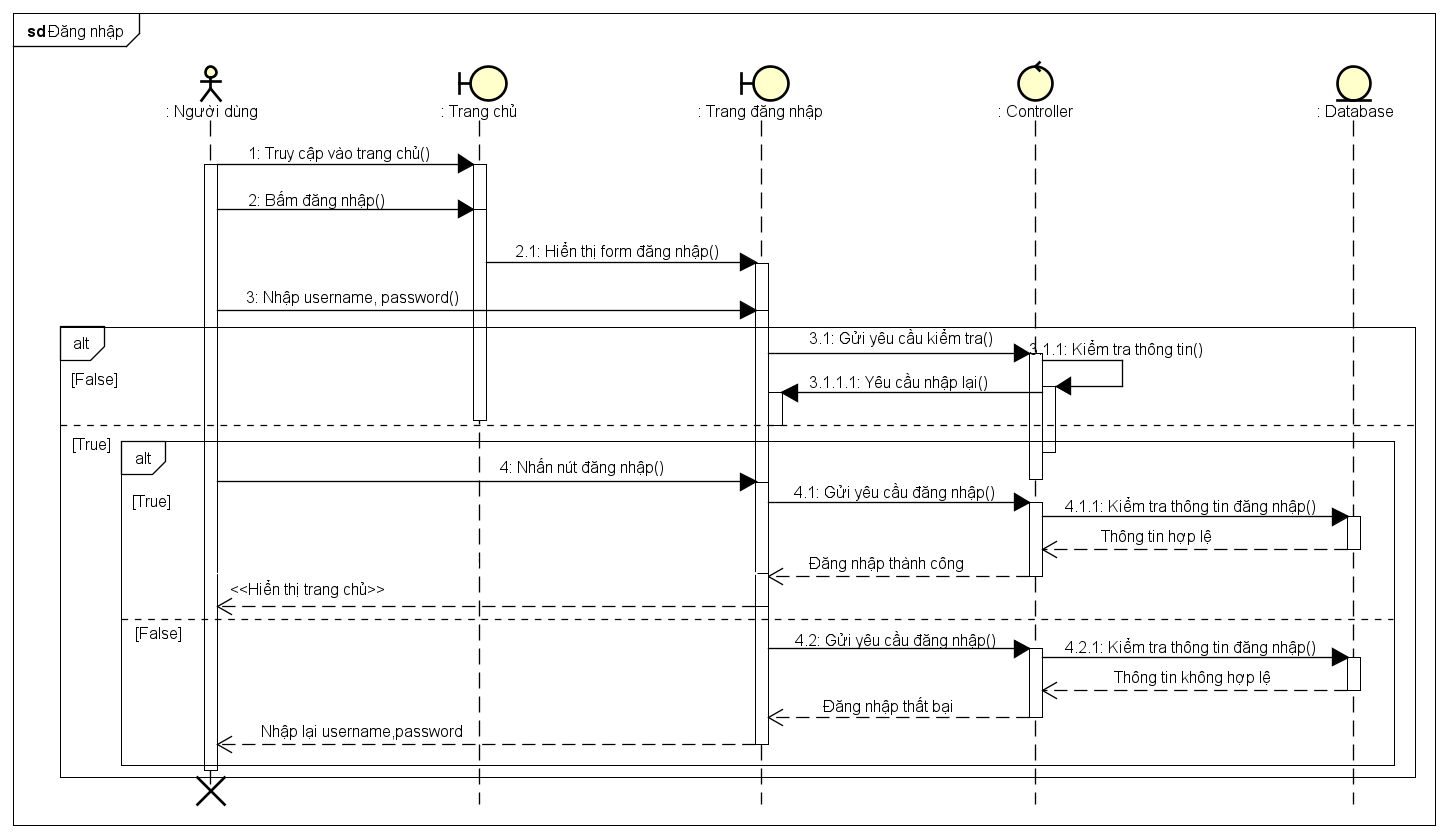 sd Đăng nhập
: Người dùng
: Trang chủ
: Trang đăng nhập
: Controller
: Database
1: Truy cập vào trang chủ()
2: Bấm đăng nhập()
2.1: Hiển thị form đăng nhập()
3: Nhập username, password()
alt
3.1: Gửi yêu cầu kiểm tra()
3.1.1: Kiểm tra thông tin()
[False]
3.1.1.1: Yêu cầu nhập lại()
[True]
alt
4: Nhấn nút đăng nhập()
[True]
4.1: Gửi yêu cầu đăng nhập()
4.1.1: Kiểm tra thông tin đăng nhập()
Thông tin hợp lệ
Đăng nhập thành công
<<Hiển thị trang chủ>>
[False]
4.2: Gửi yêu cầu đăng nhập()
4.2.1: Kiểm tra thông tin đăng nhập()
Thông tin không hợp lệ
Đăng nhập thất bại
Nhập lại username,password